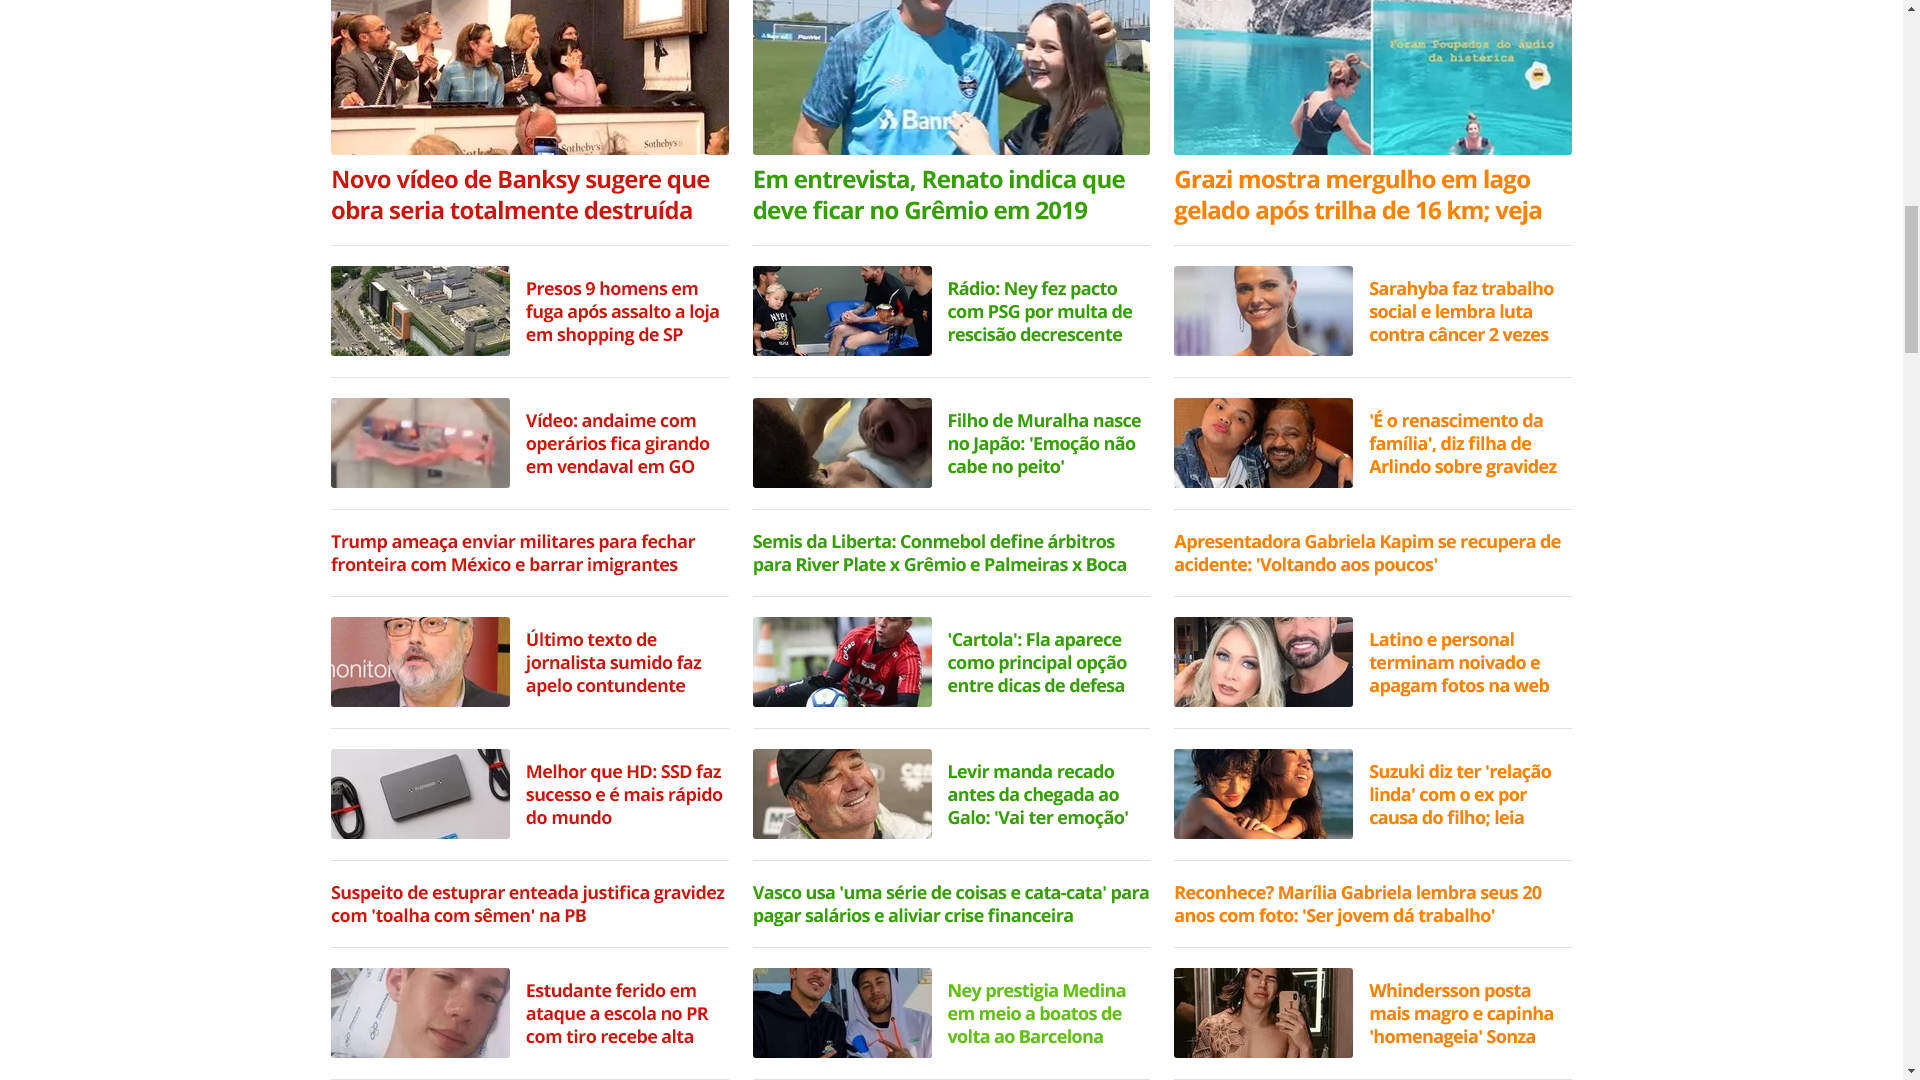 Sotheby's
Sotheby's
Foram Poupados do áudio
da histérica
Novo vídeo de Banksy sugere que
obra seria totalmente destruída
Em entrevista, Renato indica que
deve ficar no Grêmio em 2019
Grazi mostra mergulho em lago
gelado após trilha de 16 km; veja
Presos 9 homens em
fuga após assalto a loja
em shopping de SP
Rádio: Ney fez pacto
com PSG por multa de
rescisão decrescente
Sarahyba faz trabalho
social e lembra luta
contra câncer 2 vezes
Vídeo: andaime com
operários fica girando
em vendaval em GO
Filho de Muralha nasce
no Japão: 'Emoção não
cabe no peito'
'É o renascimento da
família', diz filha de
Arlindo sobre gravidez
Trump ameaça enviar militares para fechar
fronteira com México e barrar imigrantes
Semis da Liberta: Conmebol define árbitros
para River Plate x Grêmio e Palmeiras x Boca
Apresentadora Gabriela Kapim se recupera de
acidente: 'Voltando aos poucos'
monitor
Último texto de
jornalista sumido faz
apelo contundente
CAIXA
'Cartola': Fla aparece
como principal opção
entre dicas de defesa
Latino e personal
terminam noivado e
apagam fotos na web
Melhor que HD: SSD faz
sucesso e é mais rápido
do mundo
Levir manda recado
antes da chegada ao
Galo: 'Vai ter emoção'
Suzuki diz ter 'relação
linda' com o ex por
causa do filho; leia
Suspeito de estuprar enteada justifica gravidez
com 'toalha com sêmen' na PB
Vasco usa 'uma série de coisas e cata-cata' para
pagar salários e aliviar crise financeira
Reconhece? Marília Gabriela lembra seus 20
anos com foto: 'Ser jovem dá trabalho'
Estudante ferido em
ataque a escola no PR
com tiro recebe alta
Ney prestigia Medina
em meio a boatos de
volta ao Barcelona
Whindersson posta
mais magro e capinha
'homenageia' Sonza